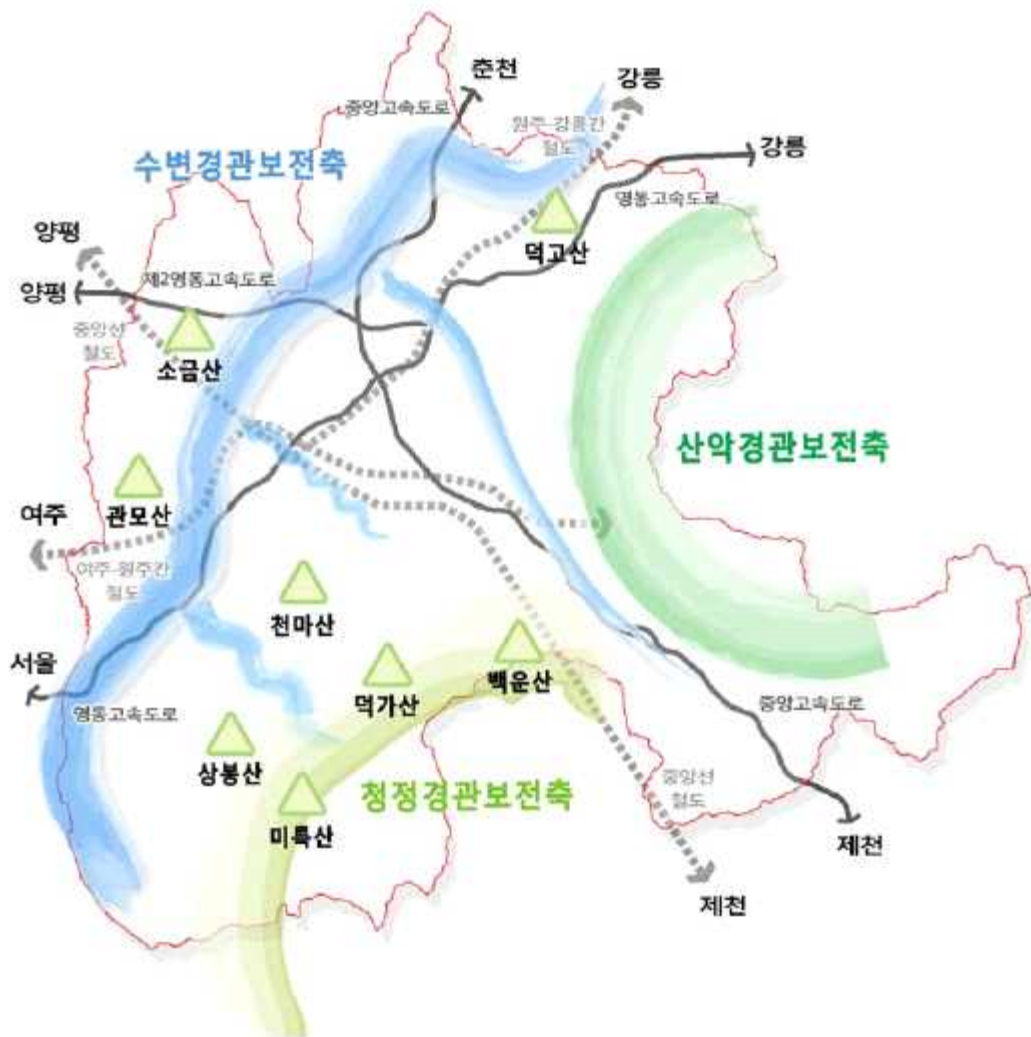 춘천
강릉
중앙고속도로
원주-강릉간
철도
강릉
수변경관보전축
영동고속도로
양평
덕고산
제2영동고속도로
양평
중앙선
철도
소금산
산악경관보전축
관모산
여주
여주-원주간
철도
천마산
서울
백운산
덕가산
영동고속도로
중앙고속도로
상봉산
중앙선
철도
청정경관보전축
미륵산
제천
제천